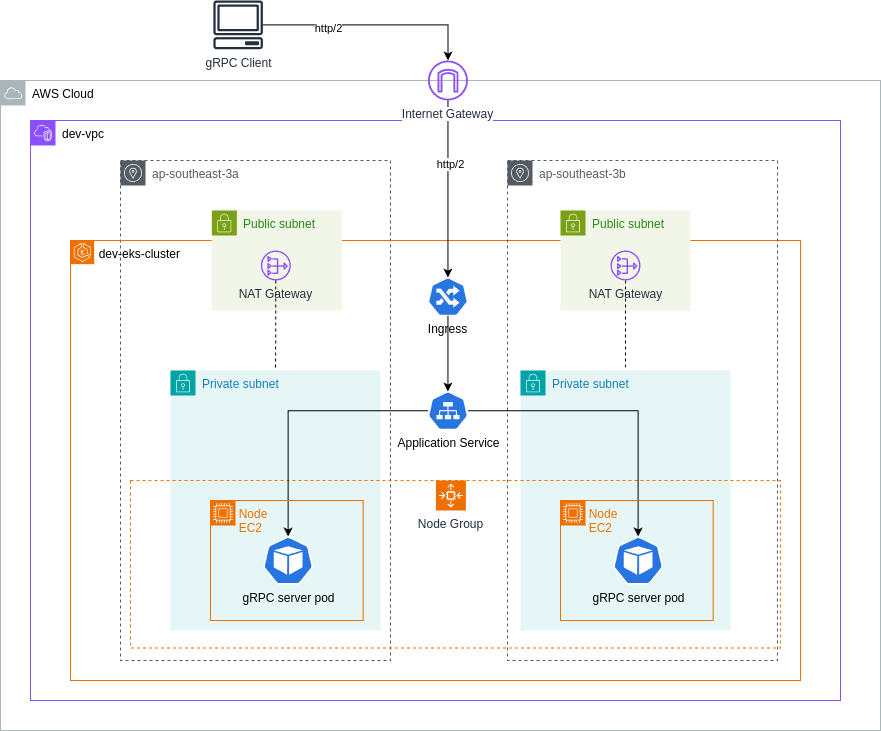 http/2
gRPC Client
AWS Cloud
Internet Gateway
dev-vpc
http/2
ap-southeast-3a
ap-southeast-3b
Public subnet
Public subnet
dev-eks-cluster
NAT Gateway
NAT Gateway
Ingress
Private subnet
Private subnet
Application Service
Node
EC2
Node Group
Node
EC2
gRPC server pod
gRPC server pod